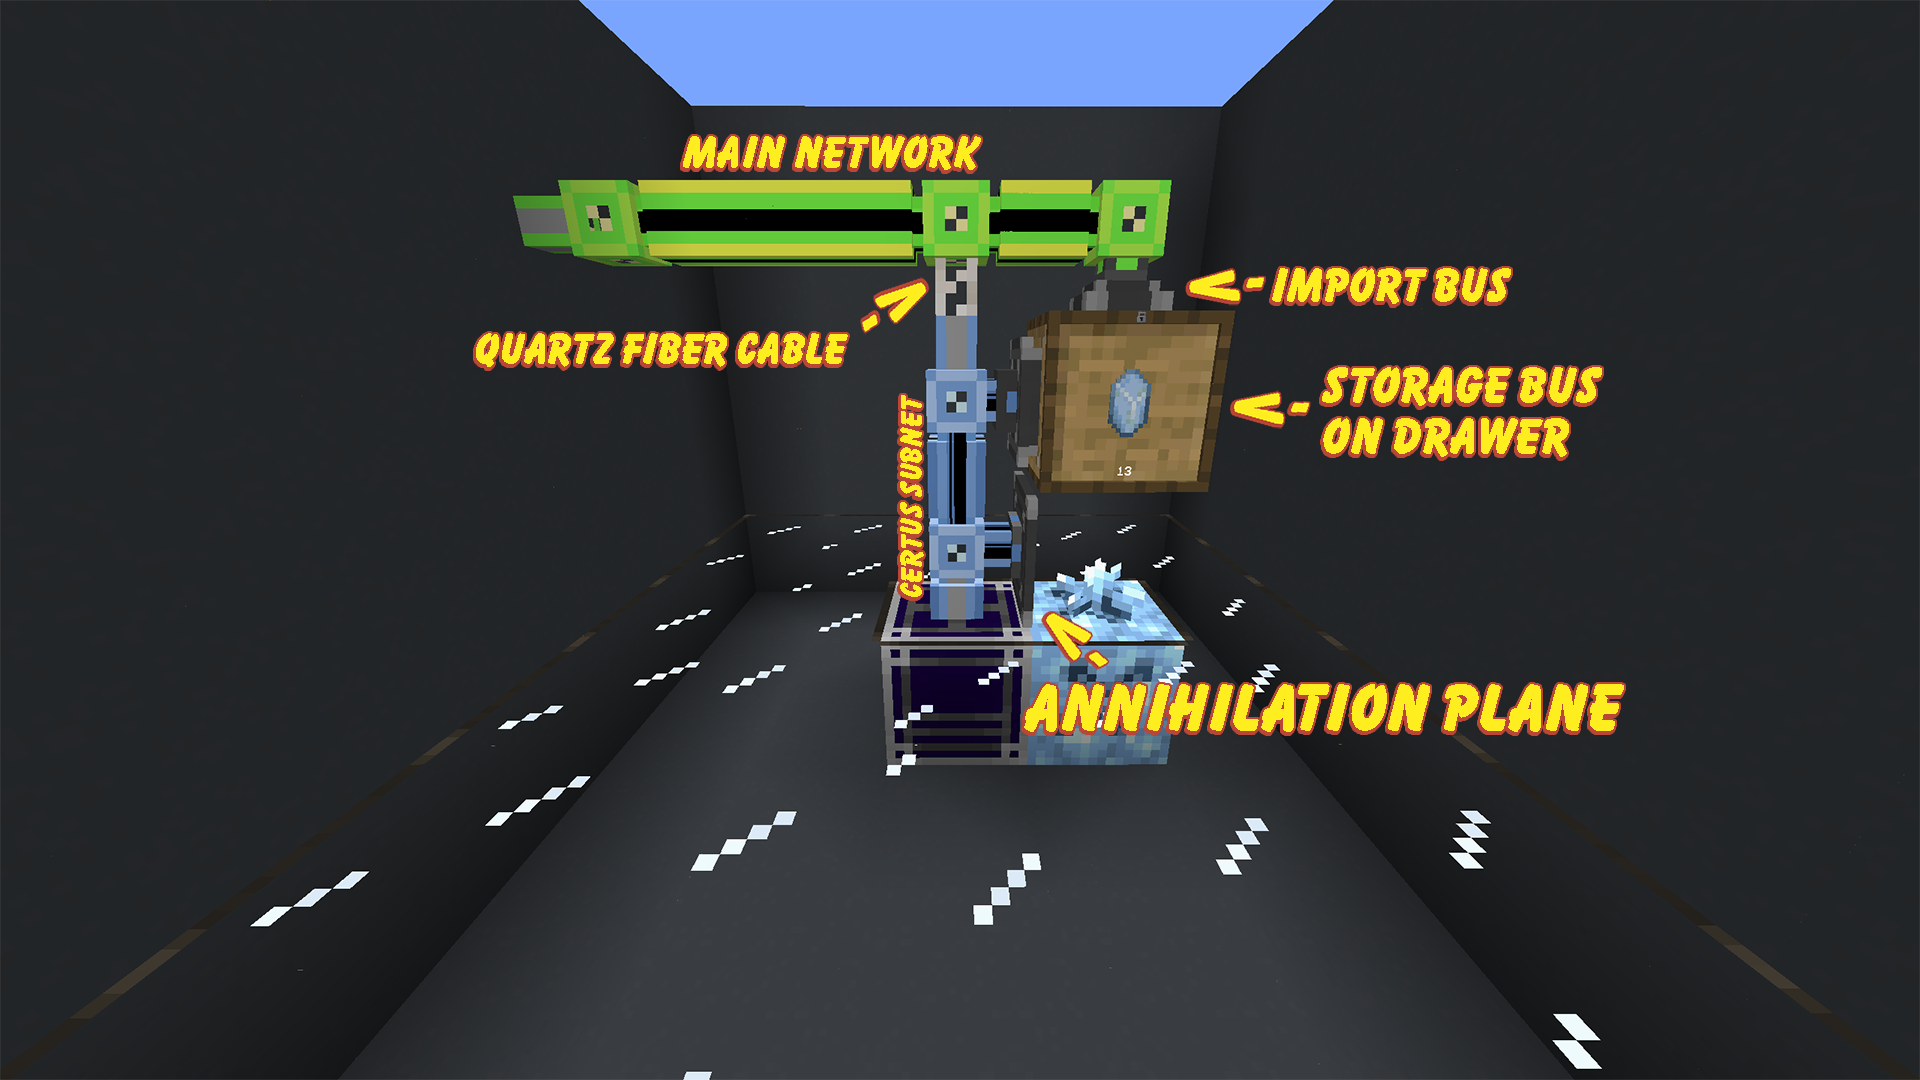 MAIN NETWORK
<- IMPORT BUS
QUARTZ FIBER CABLE ->
<- STORAGE BUS
ON DRAWER
CERTUS SUBNET
13
ANNIHILATION PLANE